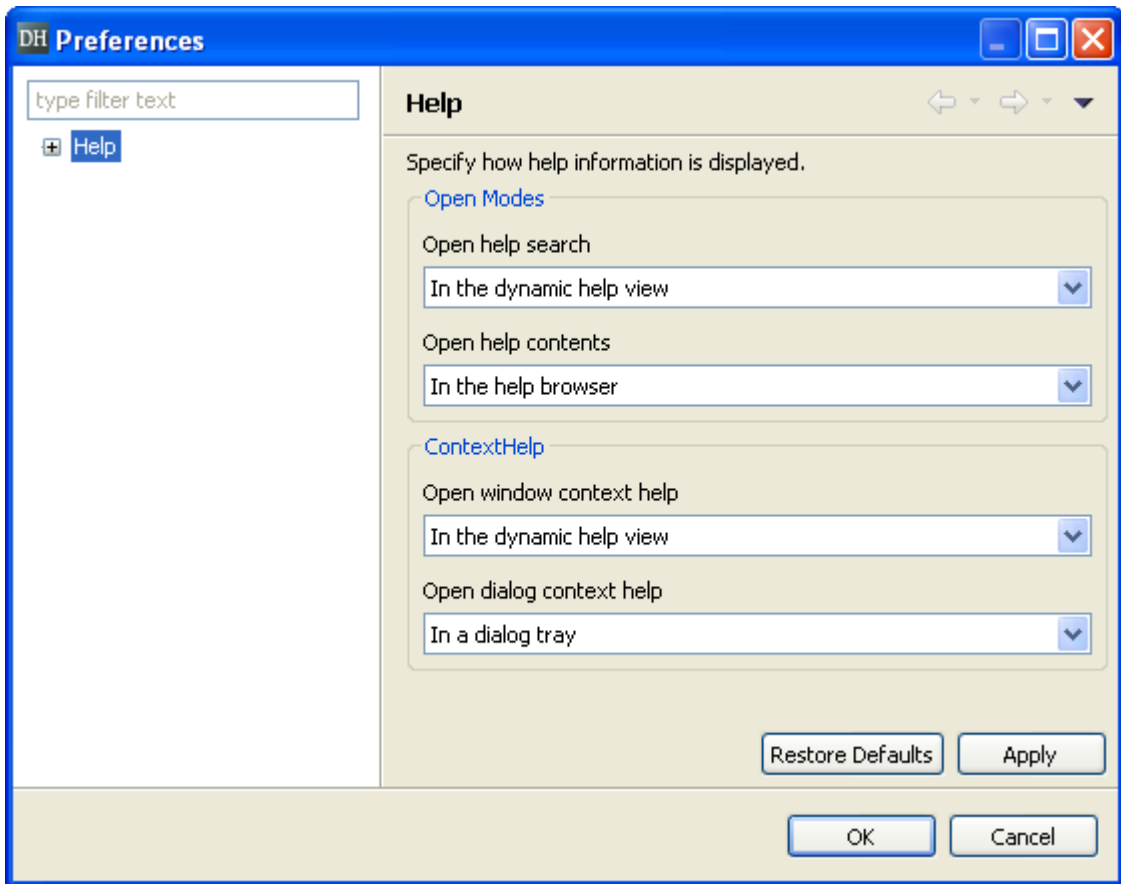 DH Preferences
type filter text
Help
Help
Specify how help information is displayed.
Open Modes
Open help search
In the dynamic help view
Open help contents
In the help browser
ContextHelp
Open window context help
In the dynamic help view
Open dialog context help
In a dialog tray
Restore Defaults Apply
OK Cancel